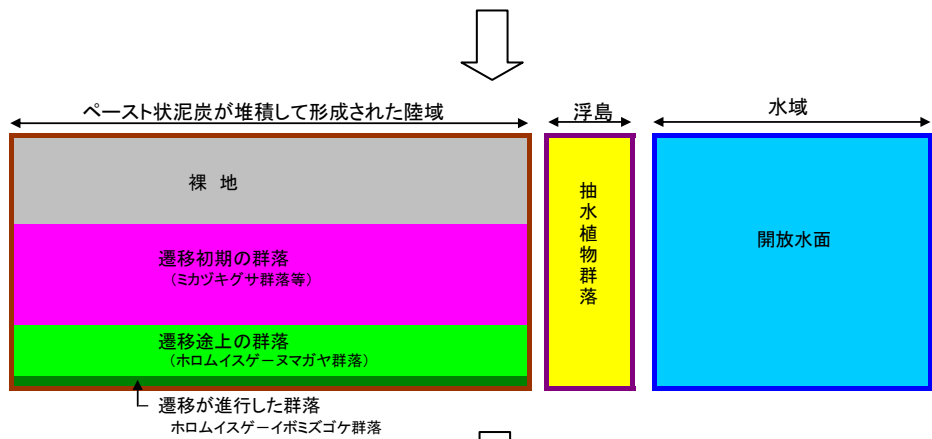 ペースト状泥炭が堆積して形成された陸域
浮島
水域
裸 地
遷移初期の群落
(ミカヅキグサ群落等)
遷移途上の群落
(ホロムイスゲーヌマガヤ群落)
抽水植物群落
開放水面
遷移が進行した群落
ホロムイスゲーイボミズゴケ群落